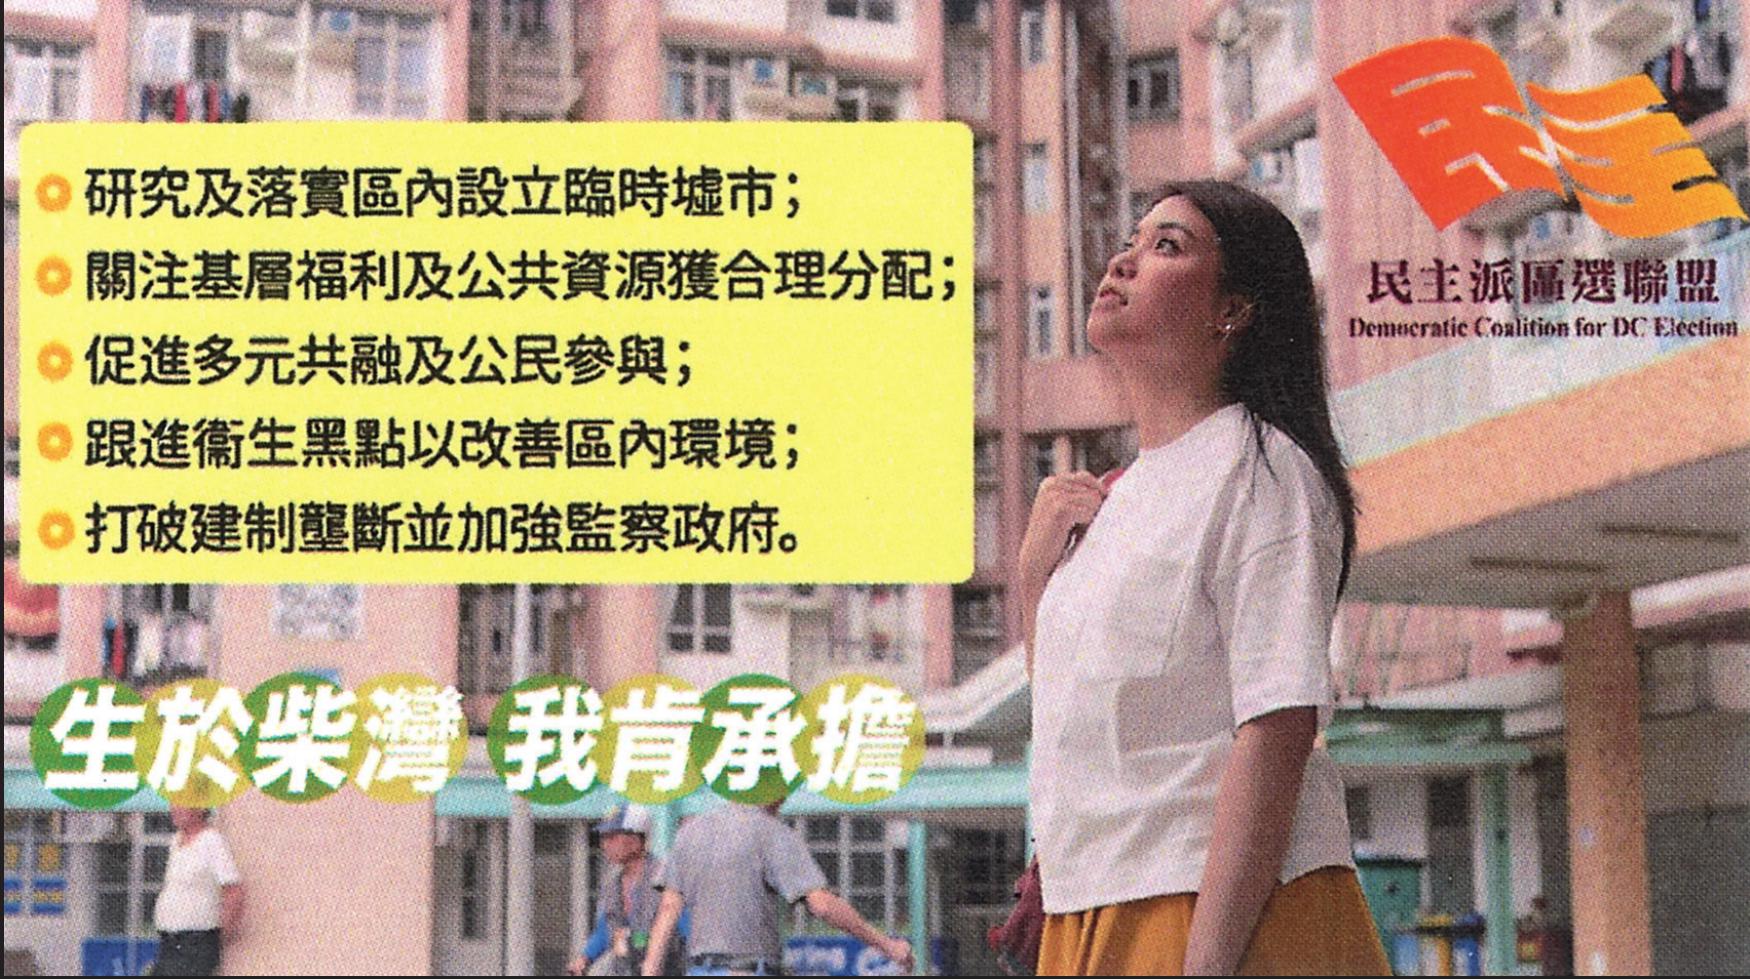 研究及落實區內設立臨時墟市；
關注基層福利及公共資源獲合理分配；
促進多元共融及公民參與；
跟進衞生黑點以改善區內環境；
打破建制壟斷並加強監察政府。
生於柴灣 我肯承擔
民主
民主派區選聯盟
Democratic Coalition for DC Election